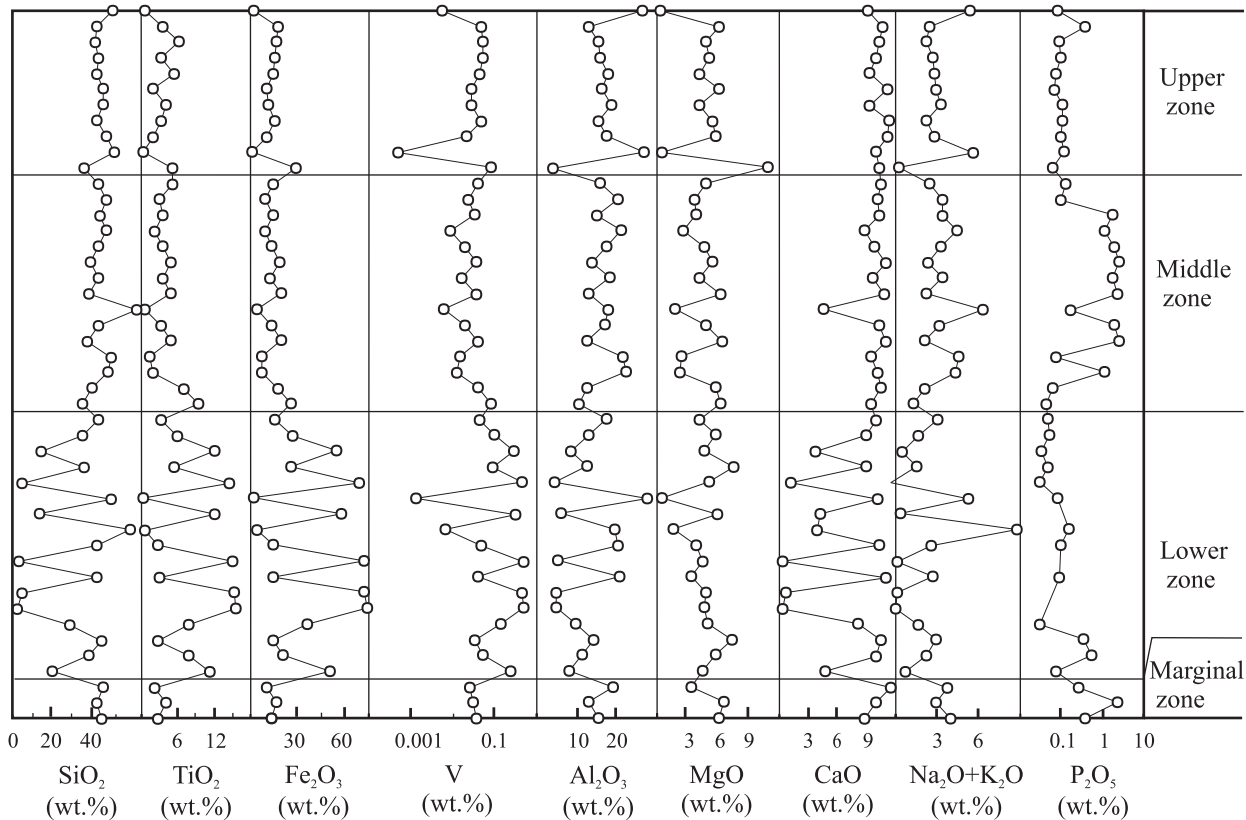 Upper
zone
Middle
zone
Lower
zone
Marginal
zone
0 20 40 6 12 30 60 0.001 0.1 10 20 3 6 9 3 6 9 3 6 0.1 1 10
SiO₂ TiO₂ Fe₂O₃ V Al₂O₃ MgO CaO Na₂O+K₂O P₂O₅
(wt.%) (wt.%) (wt.%) (wt.%) (wt.%) (wt.%) (wt.%) (wt.%) (wt.%)